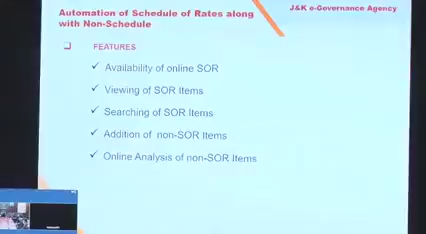 Automation of Schedule of Rates along
with Non-Schedule
J&K e-Governance Agency
FEATURES
Availability of online SOR
Viewing of SOR Items
Searching of SOR Items
Addition of non-SOR Items
Online Analysis of non-SOR Items